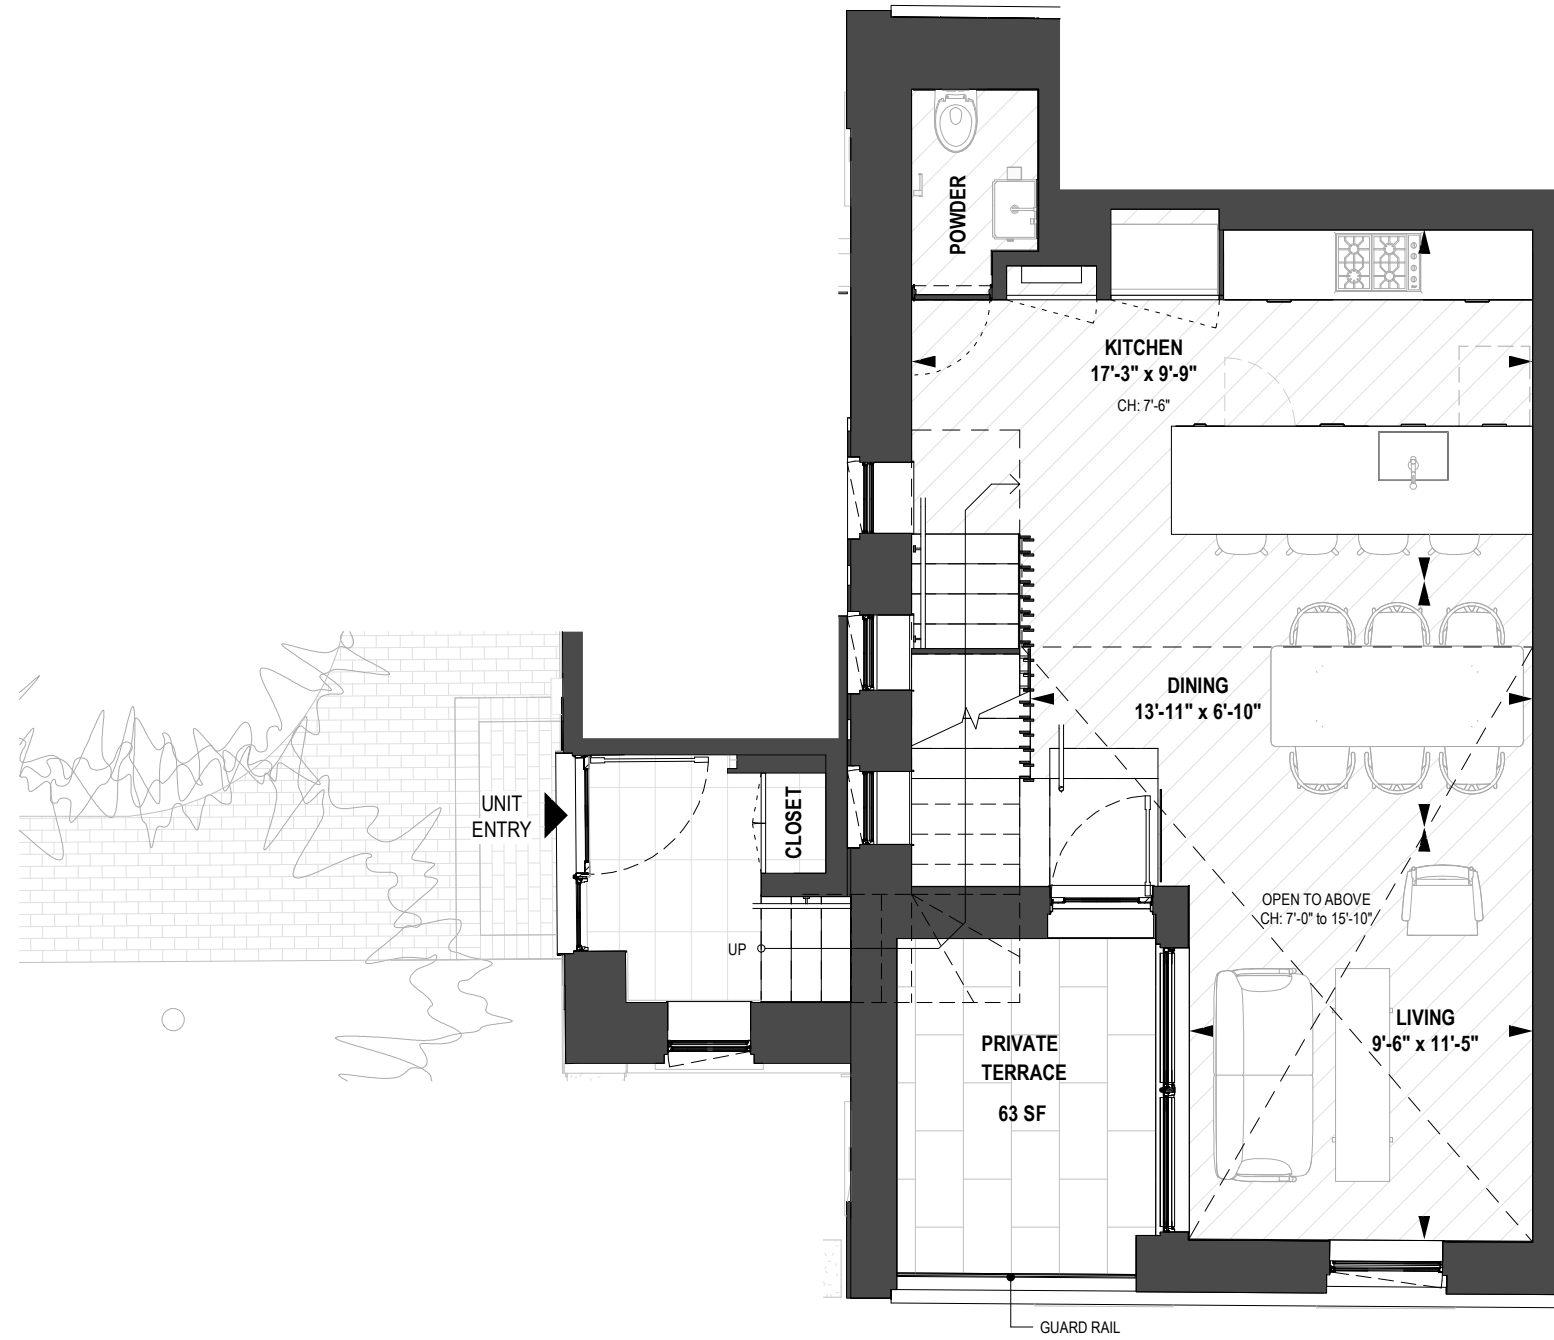 POWDER
KITCHEN
17'-3" x 9'-9"
CH: 7'-6"
DINING
13'-11" x 6'-10"
UNIT
ENTRY
CLOSET
OPEN TO ABOVE
CH: 7'-0" to 15'-10"
UP
LIVING
9'-6" x 11'-5"
PRIVATE
TERRACE
63 SF
GUARD RAIL